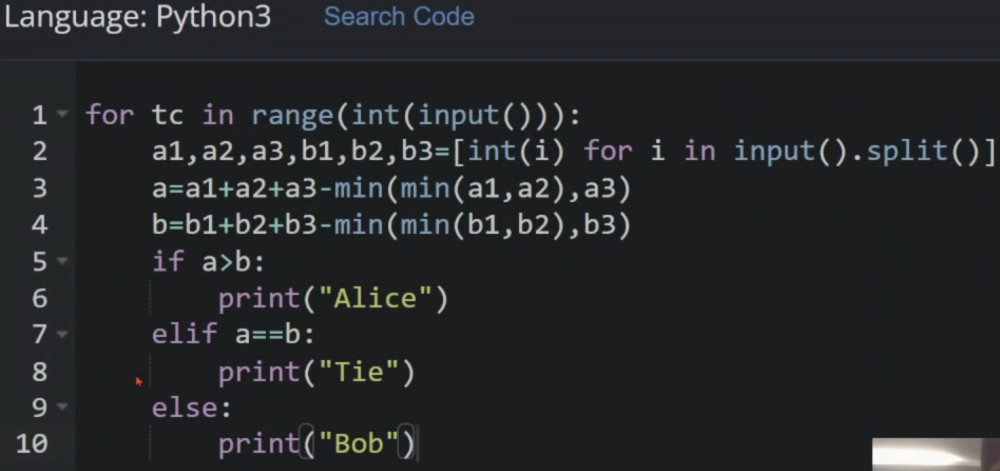 Language: Python3 Search Code
1 for tc in range(int(input())):
2     a1,a2,a3,b1,b2,b3=[int(i) for i in input().split()]
3     a=a1+a2+a3-min(min(a1,a2),a3)
4     b=b1+b2+b3-min(min(b1,b2),b3)
5     if a>b:
6         print("Alice")
7     elif a==b:
8         print("Tie")
9     else:
10         print("Bob")